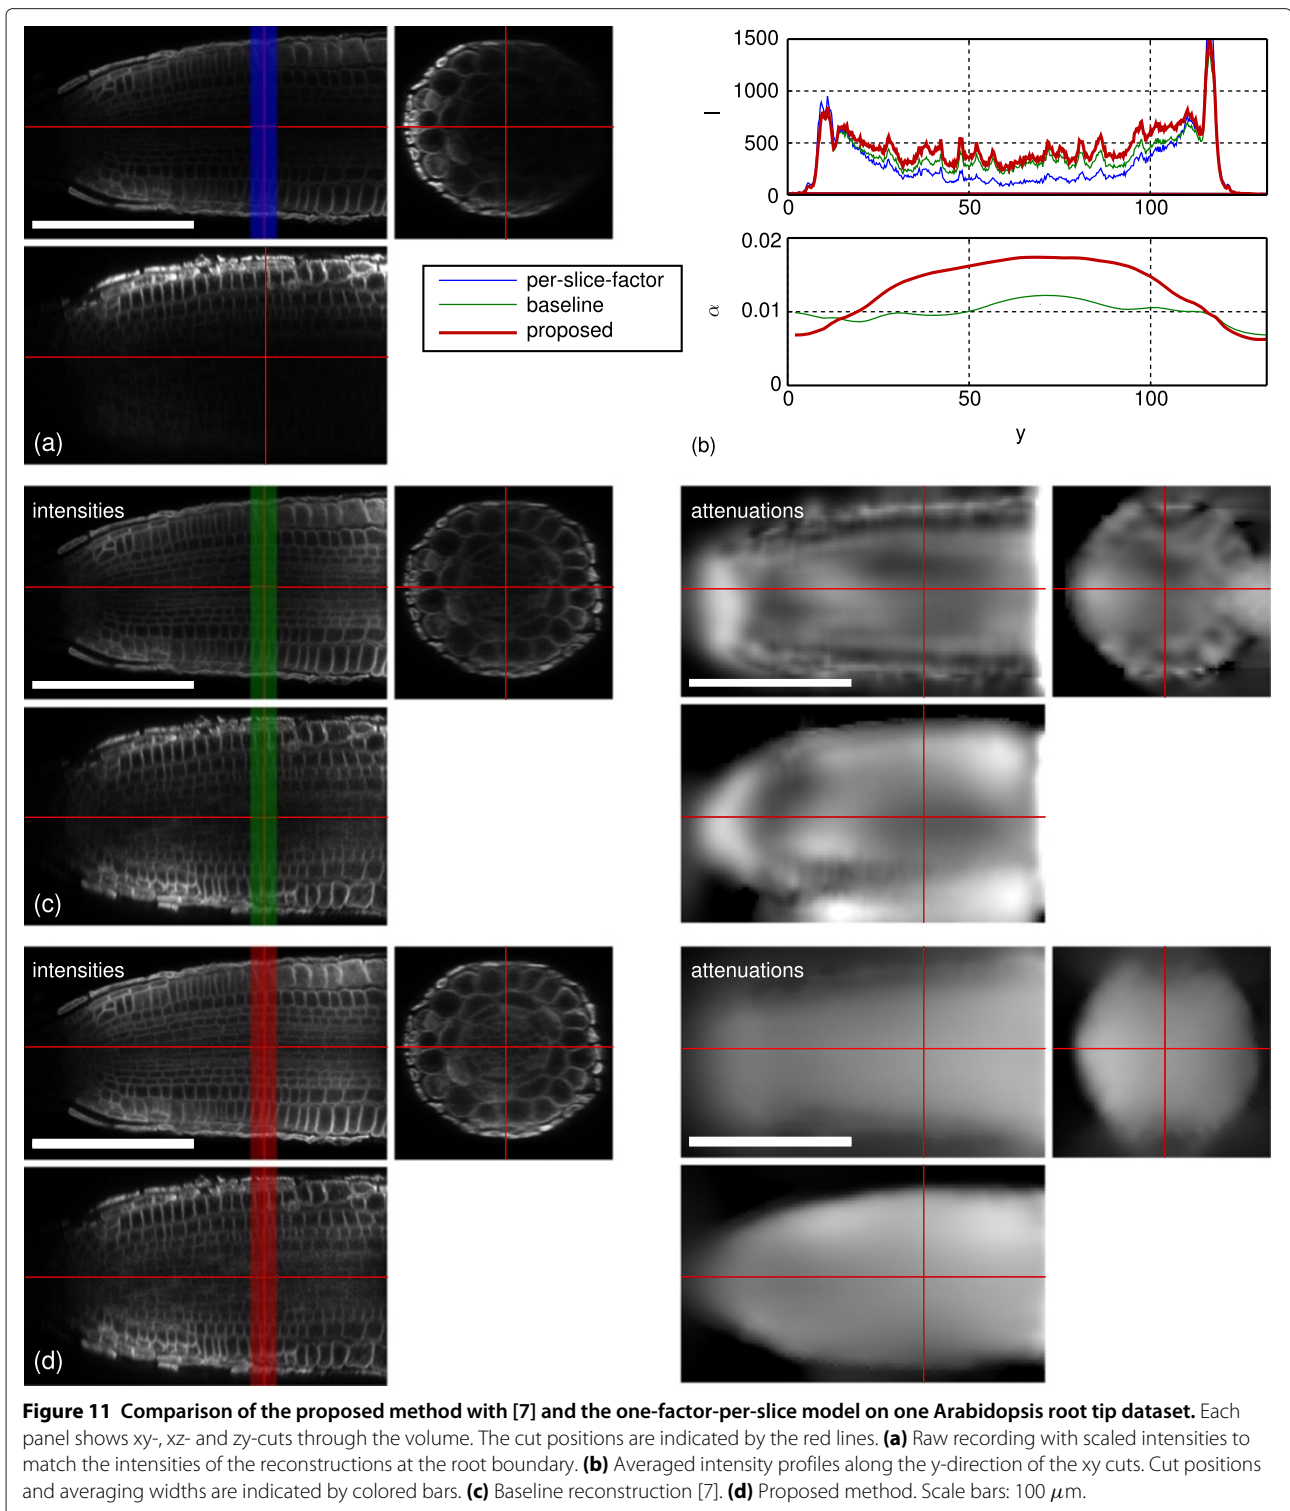 1500
1000
500
0
I
0
50
100
0.02
0.01
0
α
0
50
100
y
per-slice-factor
baseline
proposed
(a)
(b)
intensities
attenuations
(c)
intensities
attenuations
(d)
Figure 11 Comparison of the proposed method with [7] and the one-factor-per-slice model on one Arabidopsis root tip dataset. Each
panel shows xy-, xz- and zy-cuts through the volume. The cut positions are indicated by the red lines. (a) Raw recording with scaled intensities to
match the intensities of the reconstructions at the root boundary. (b) Averaged intensity profiles along the y-direction of the xy cuts. Cut positions
and averaging widths are indicated by colored bars. (c) Baseline reconstruction [7]. (d) Proposed method. Scale bars: 100 μm.